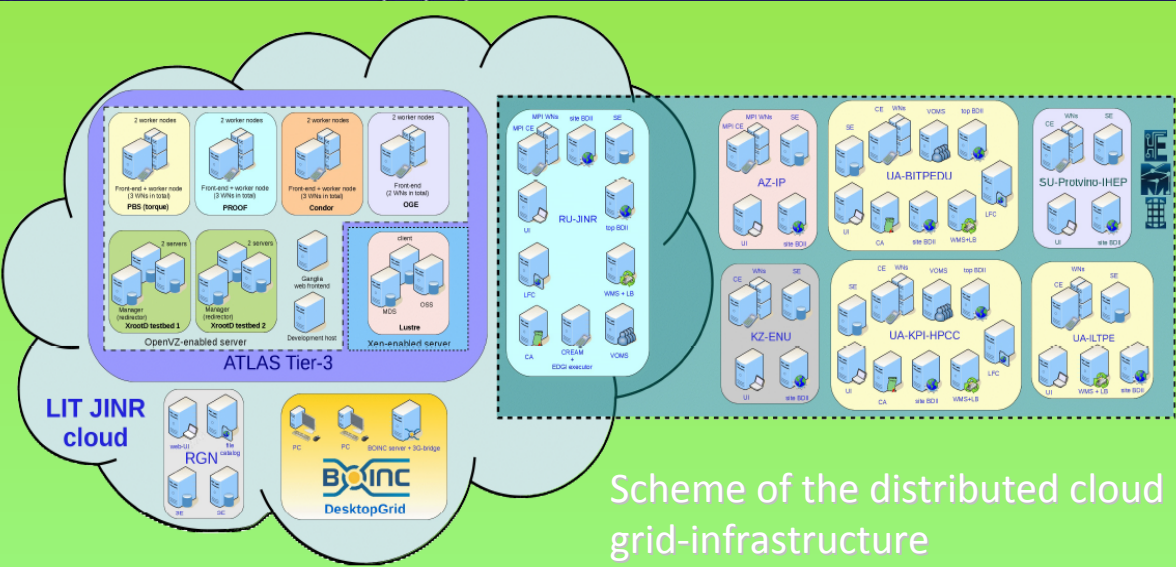 2 worker nodes
Front-end + worker node
(3 WNs in total)
PBS (torque)
2 worker nodes
Front-end + worker node
(3 WNs in total)
PROOF
2 worker nodes
Front-end + worker node
(3 WNs in total)
Condor
2 worker nodes
Front-end
(2 WNs in total)
OGE
2 servers
Manager
(redirector)
XrootD testbed 1
2 servers
Manager
(redirector)
XrootD testbed 2
Ganglia
web frontend
Development host
client
MDS
OSS
Lustre
OpenVZ-enabled server
Xen-enabled server
ATLAS Tier-3
LIT JINR
cloud
web-UI
file
catalog
RGN
SE
SE
PC
PC
BOINC server + 3G-bridge
BOINC
DesktopGrid
MPI CE
MPI WNs
site BDII
SE
RU-JINR
UI
top BDII
LFC
WMS + LB
CA
CREAM
+
EDGI executor
VOMS
MPI CE
MPI WNs
SE
AZ-IP
UI
site BDII
SE
CE
WNs
VOMS
top BDII
UA-BITPEDU
LFC
UI
CA
site BDII
WMS+LB
CE
WNs
SE
SU-Protvino-IHEP
UI
site BDII
CE
WNs
SE
KZ-ENU
UI
site BDII
SE
CE
WNs
VOMS
top BDII
UA-KPI-HPCC
LFC
UI
CA
site BDII
WMS+LB
CE
WNs
SE
UA-ILTPE
UI
WMS + LB
site BDII
Scheme of the distributed cloud
grid-infrastructure